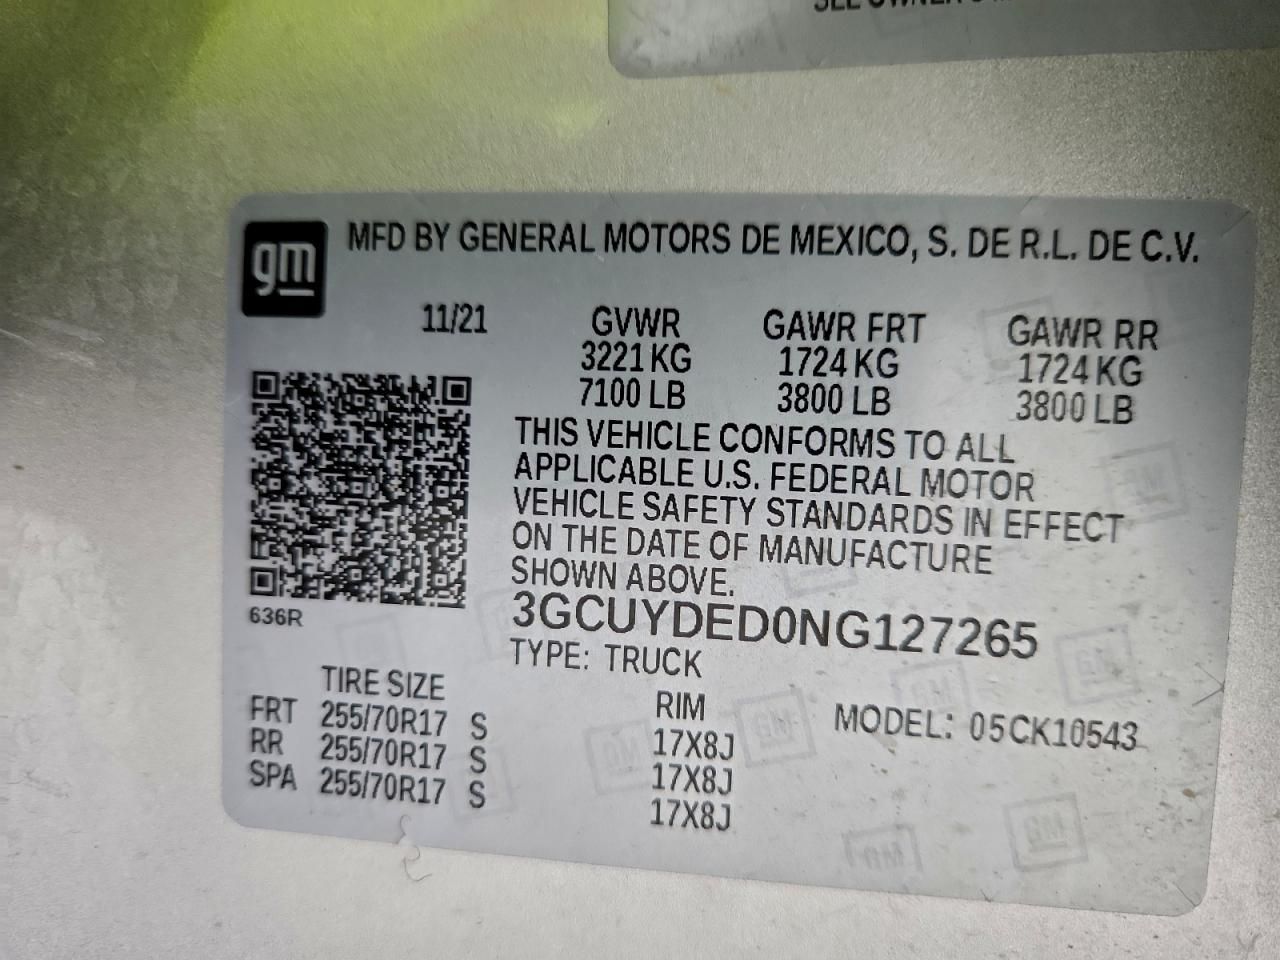 gm
MFD BY GENERAL MOTORS DE MEXICO, S. DE R.L. DE C.V.
11/21 GVWR GAWR FRT GAWR RR
3221 KG 1724 KG 1724 KG
7100 LB 3800 LB 3800 LB
THIS VEHICLE CONFORMS TO ALL
APPLICABLE U.S. FEDERAL MOTOR
VEHICLE SAFETY STANDARDS IN EFFECT
ON THE DATE OF MANUFACTURE
SHOWN ABOVE.
636R
3GCUYDED0NG127265
TYPE: TRUCK
TIRE SIZE RIM MODEL: 05CK10543
FRT 255/70R17 S 17X8J
RR 255/70R17 S 17X8J
SPA 255/70R17 S 17X8J